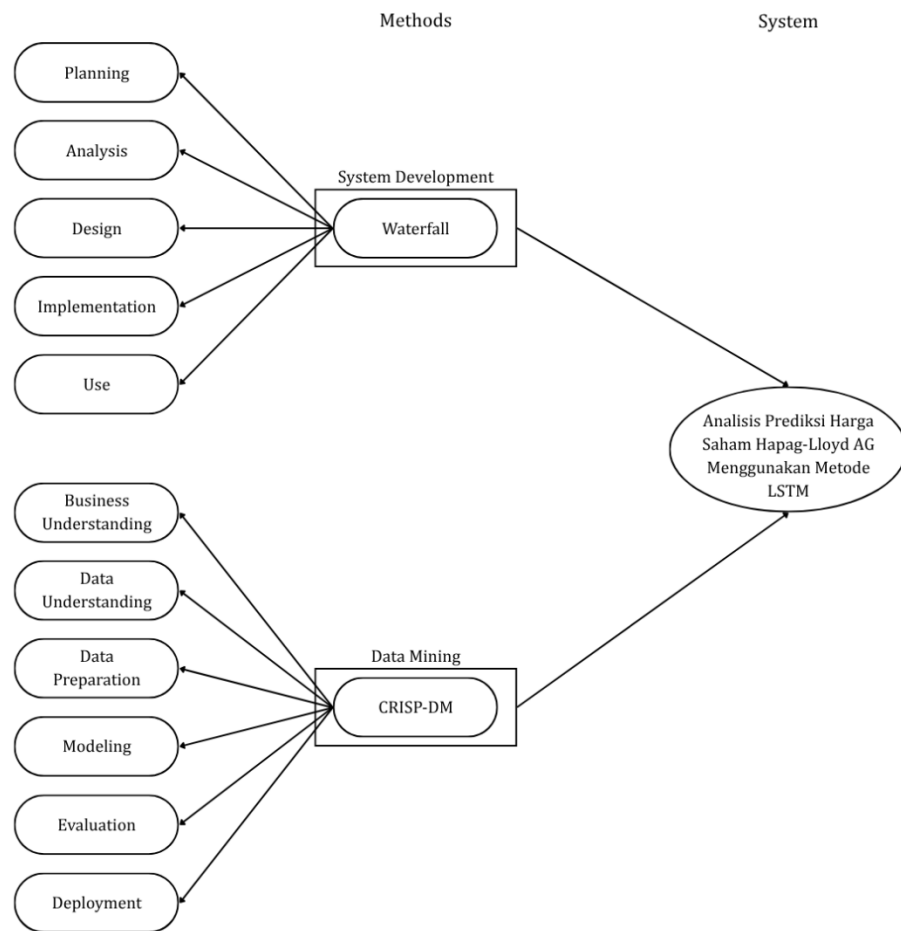 Methods
System
Planning
Analysis
Design
Implementation
Use
System Development
Waterfall
Analisis Prediksi Harga
Saham Hapag-Lloyd AG
Menggunakan Metode
LSTM
Business
Understanding
Data
Understanding
Data
Preparation
Modeling
Evaluation
Deployment
Data Mining
CRISP-DM